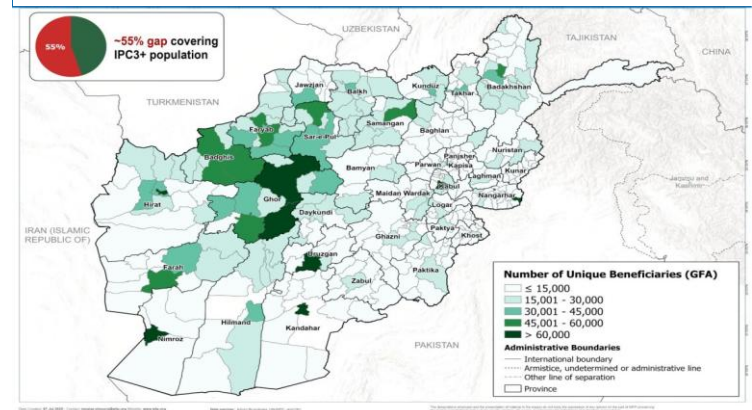 55%
~55% gap covering
IPC3+ population
UZBEKISTAN
TAJIKISTAN
CHINA
TURKMENISTAN
Jawzjan
Balkh
Kunduz
Takhar
Badakhshan
Faryab
Sar-e-Pul
Samangan
Baghlan
Badghis
Panjsher
Nuristan
Bamyan
Parwan
Kapisa
Kunar
Laghman
Kabul
Hirat
Ghor
Maidan Wardak
Nangarhar
Jammu and
Kashmir
IRAN (ISLAMIC
REPUBLIC OF)
Daykundi
Logar
Paktya
Khost
Ghazni
Uruzgan
Farah
Zabul
Paktika
Hilmand
Kandahar
Nimroz
PAKISTAN
Number of Unique Beneficiaries (GFA)
≤ 15,000
15,001 - 30,000
30,001 - 45,000
45,001 - 60,000
> 60,000
Administrative Boundaries
International boundary
Armistice, undetermined or administrative line
Other line of separation
Province